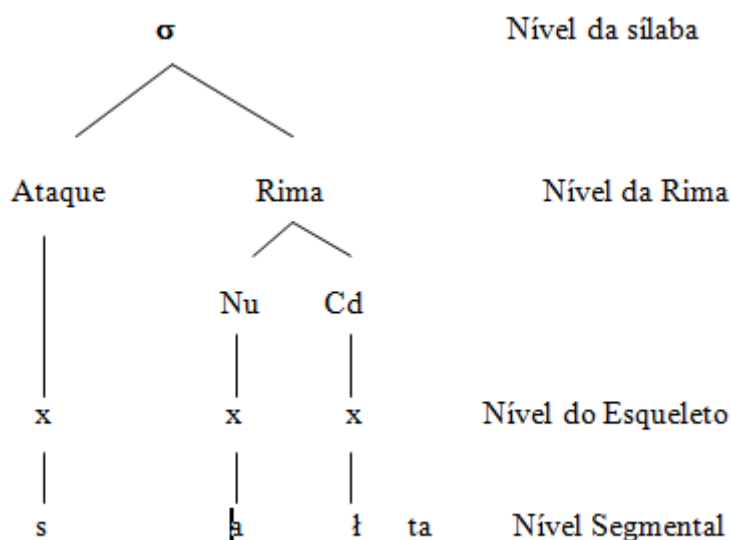 σ Nível da sílaba
Ataque Rima Nível da Rima
Nu Cd
x x x Nível do Esqueleto
s a ł ta Nível Segmental